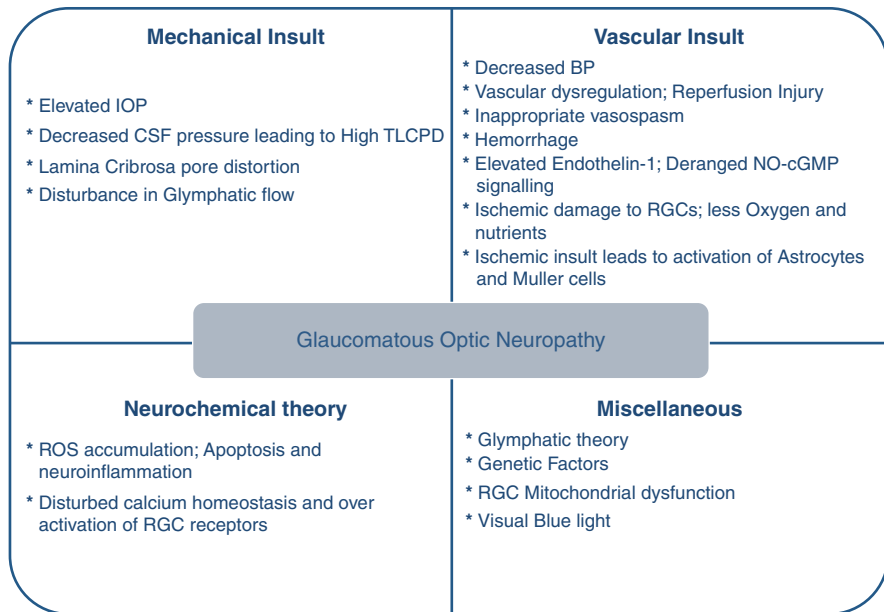 Mechanical Insult
* Elevated IOP
* Decreased CSF pressure leading to High TLCPD
* Lamina Cribrosa pore distortion
* Disturbance in Glymphatic flow
Vascular Insult
* Decreased BP
* Vascular dysregulation; Reperfusion Injury
* Inappropriate vasospasm
* Hemorrhage
* Elevated Endothelin-1; Deranged NO-cGMP
signalling
* Ischemic damage to RGCs; less Oxygen and
nutrients
* Ischemic insult leads to activation of Astrocytes
and Muller cells
Glaucomatous Optic Neuropathy
Neurochemical theory
* ROS accumulation; Apoptosis and
neuroinflammation
* Disturbed calcium homeostasis and over
activation of RGC receptors
Miscellaneous
* Glymphatic theory
* Genetic Factors
* RGC Mitochondrial dysfunction
* Visual Blue light